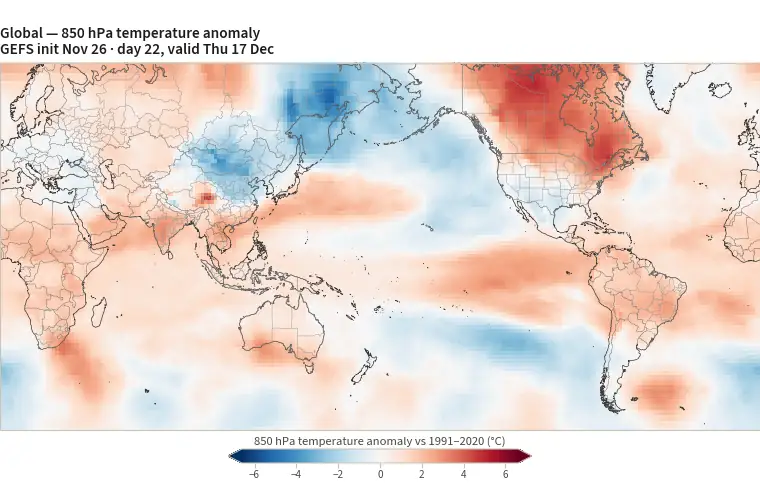 Global — 850 hPa temperature anomaly
GEFS init Nov 26 · day 22, valid Thu 17 Dec
850 hPa temperature anomaly vs 1991–2020 (°C)
−6 −4 −2 0 2 4 6